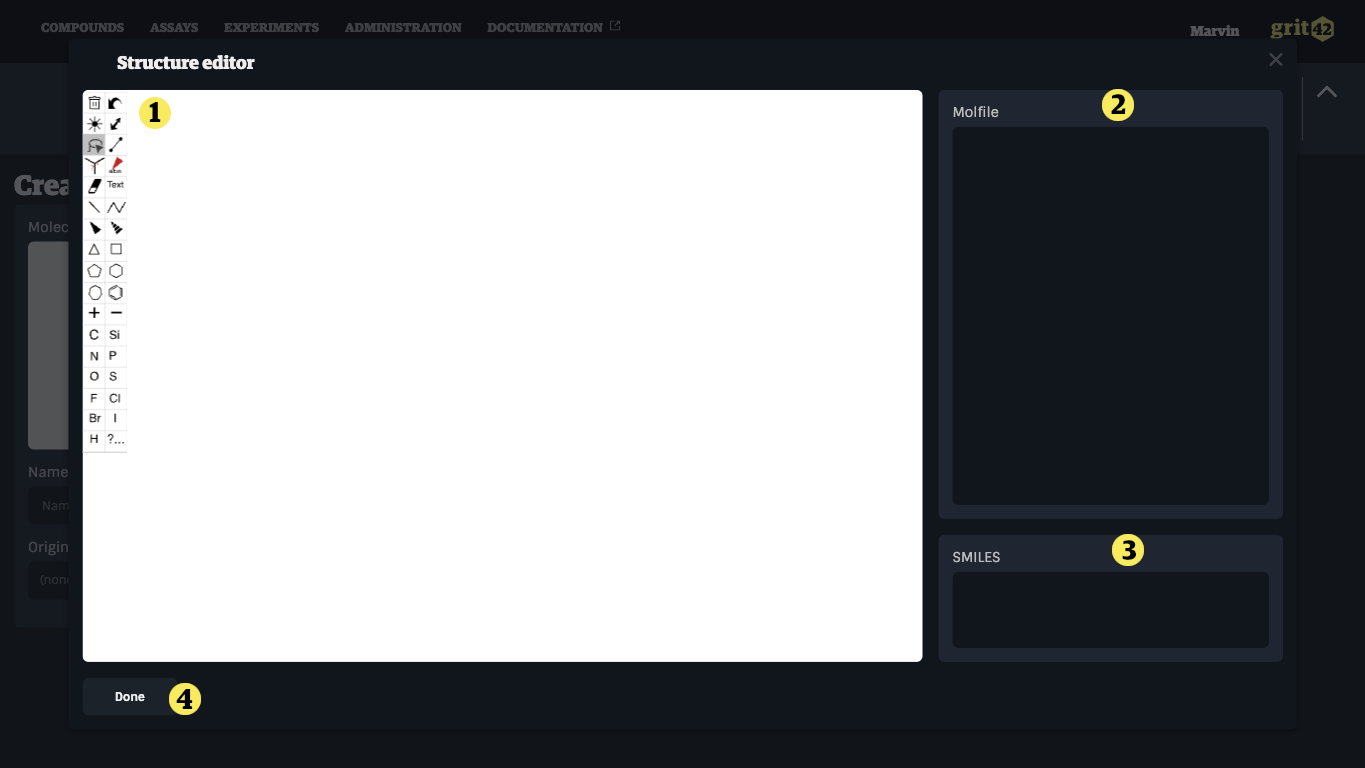 COMPOUNDS ASSAYS EXPERIMENTS ADMINISTRATION DOCUMENTATION Marvin grit42
Structure editor
1
2
Molfile
Text
Crea
Molec
+ −
C Si
N P
O S
F Cl
Br I
H ?...
Name
Nam
Origin
(none
3
SMILES
Done
4